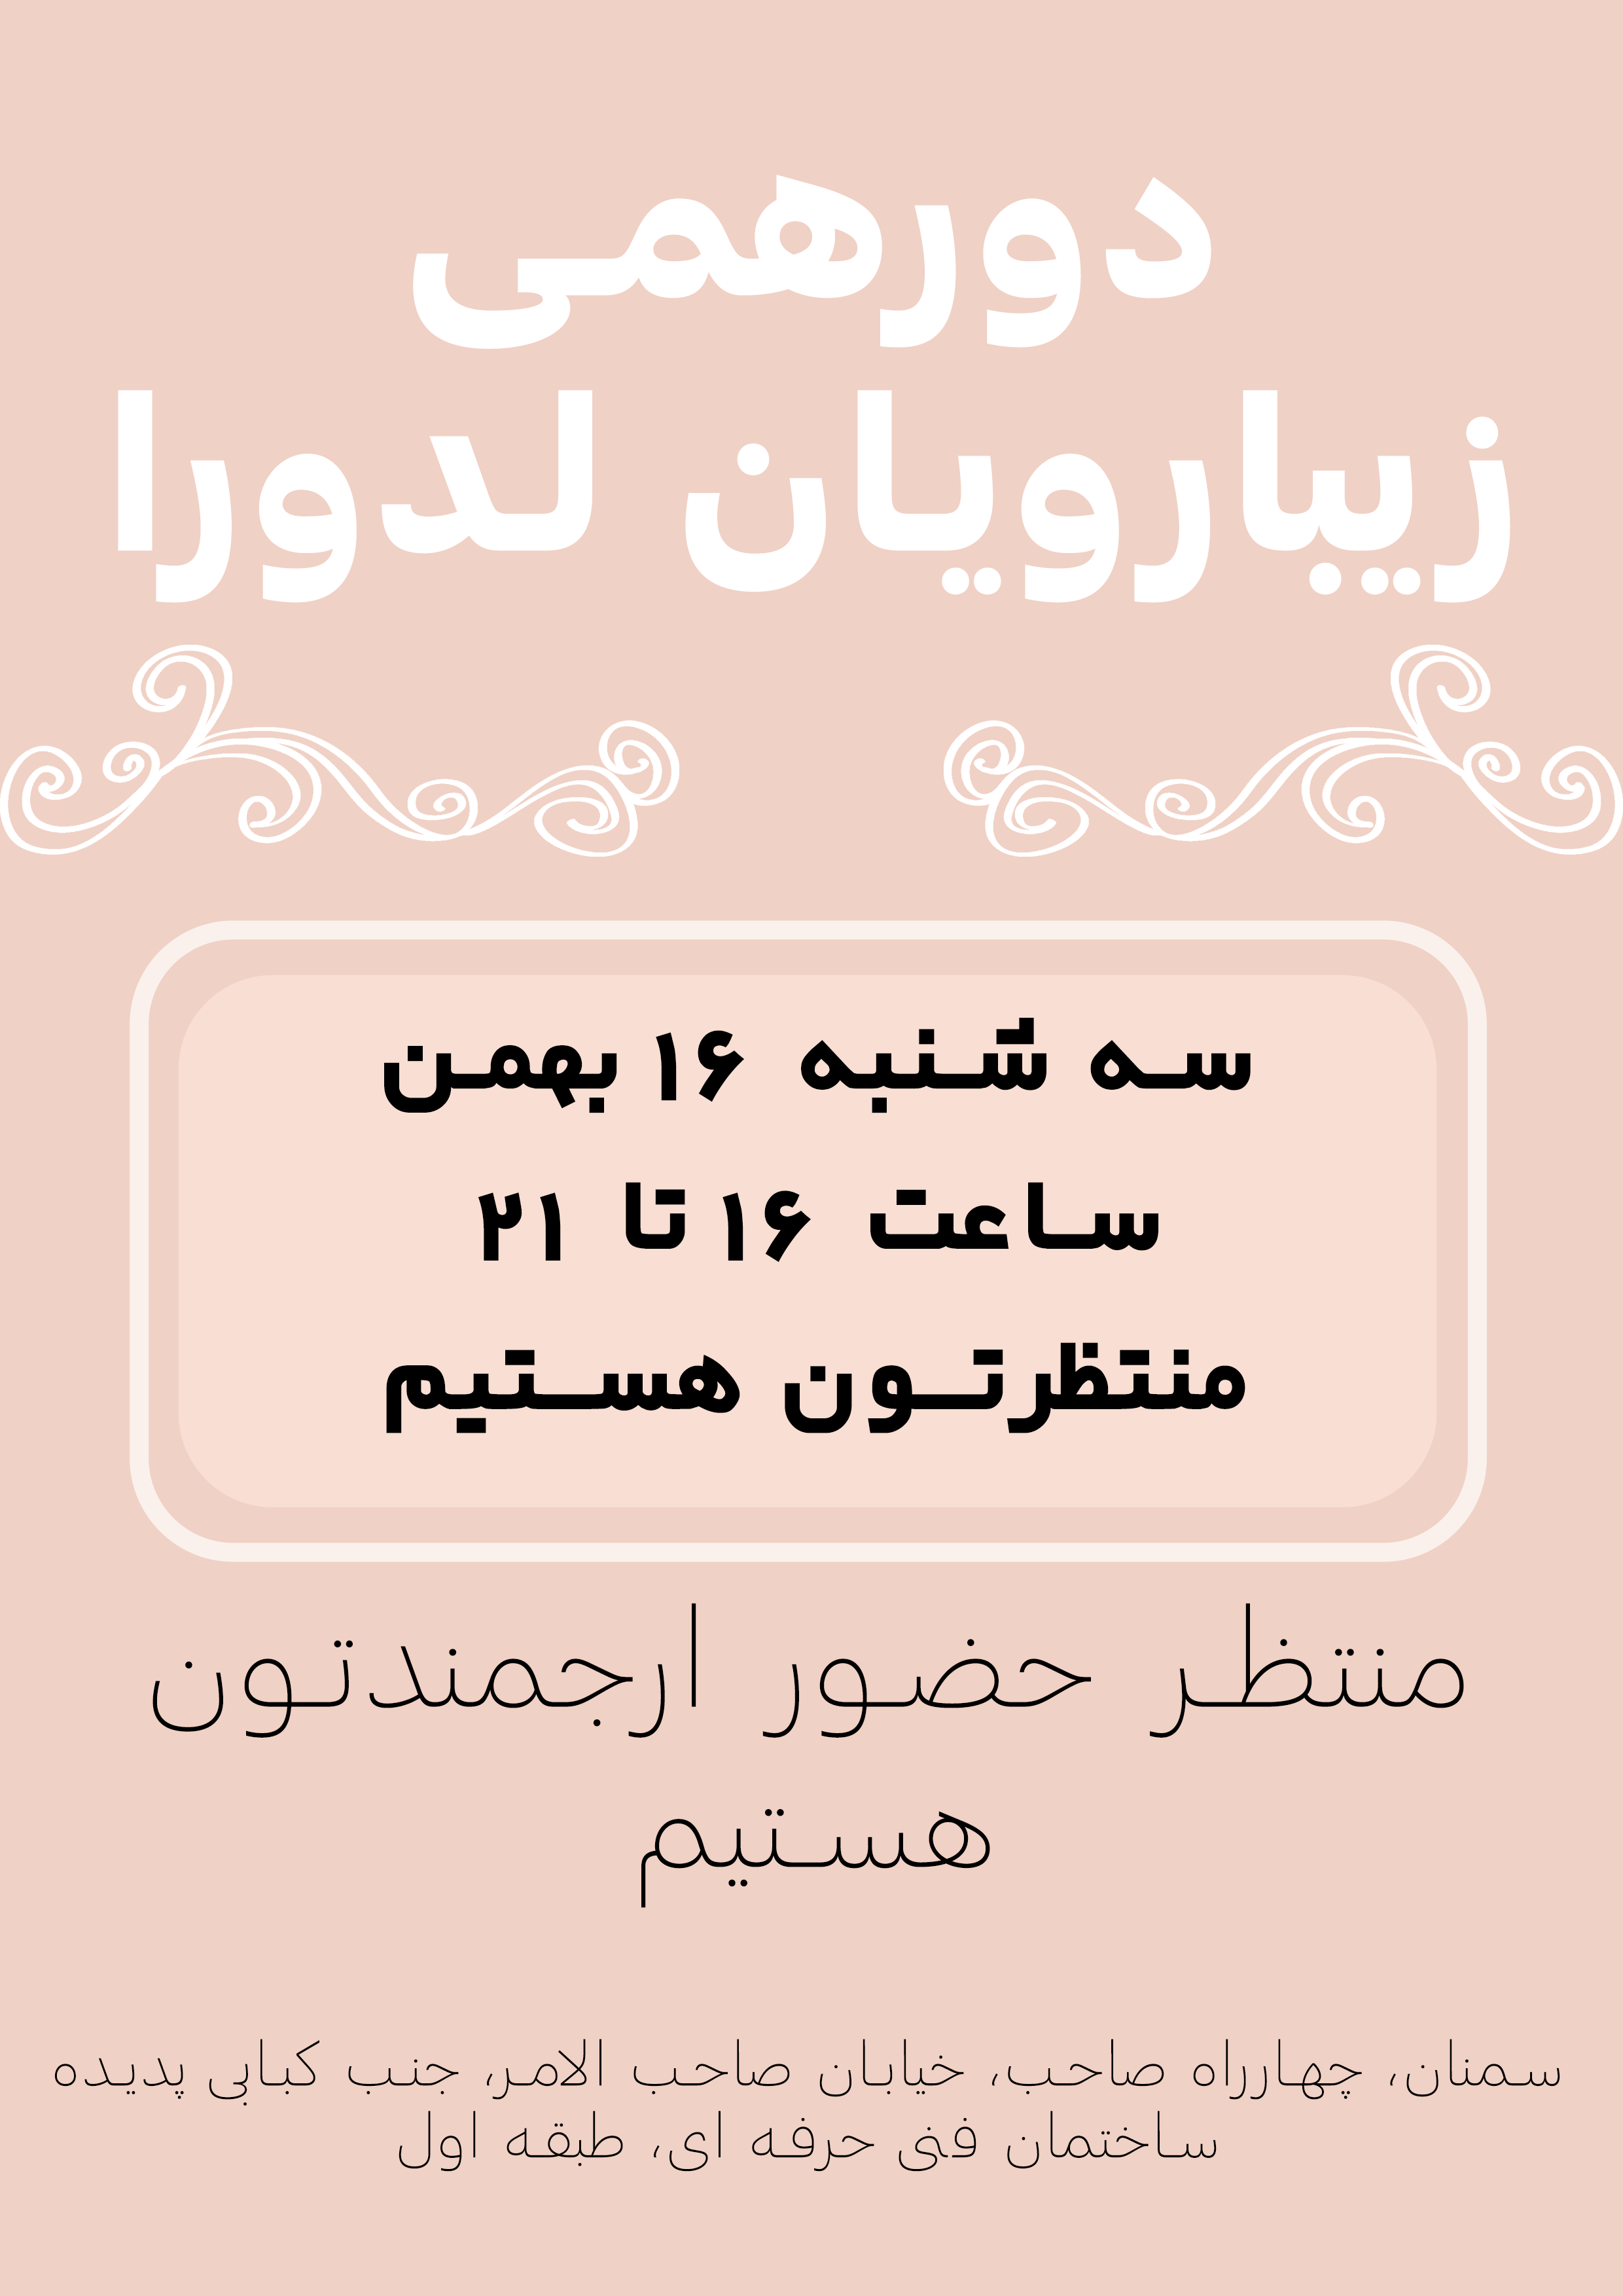 دورهمی
زیبارویان لدورا
سه شنبه ۱۶ بهمن
ساعت ۱۶ تا ۲۱
منتظرتون هستیم
منتظر حضور ارجمندتون
هستیم
سمنان، چهارراه صاحب، خیابان صاحب الامر، جنب کبابی پدیده
ساختمان فنی حرفه ای، طبقه اول